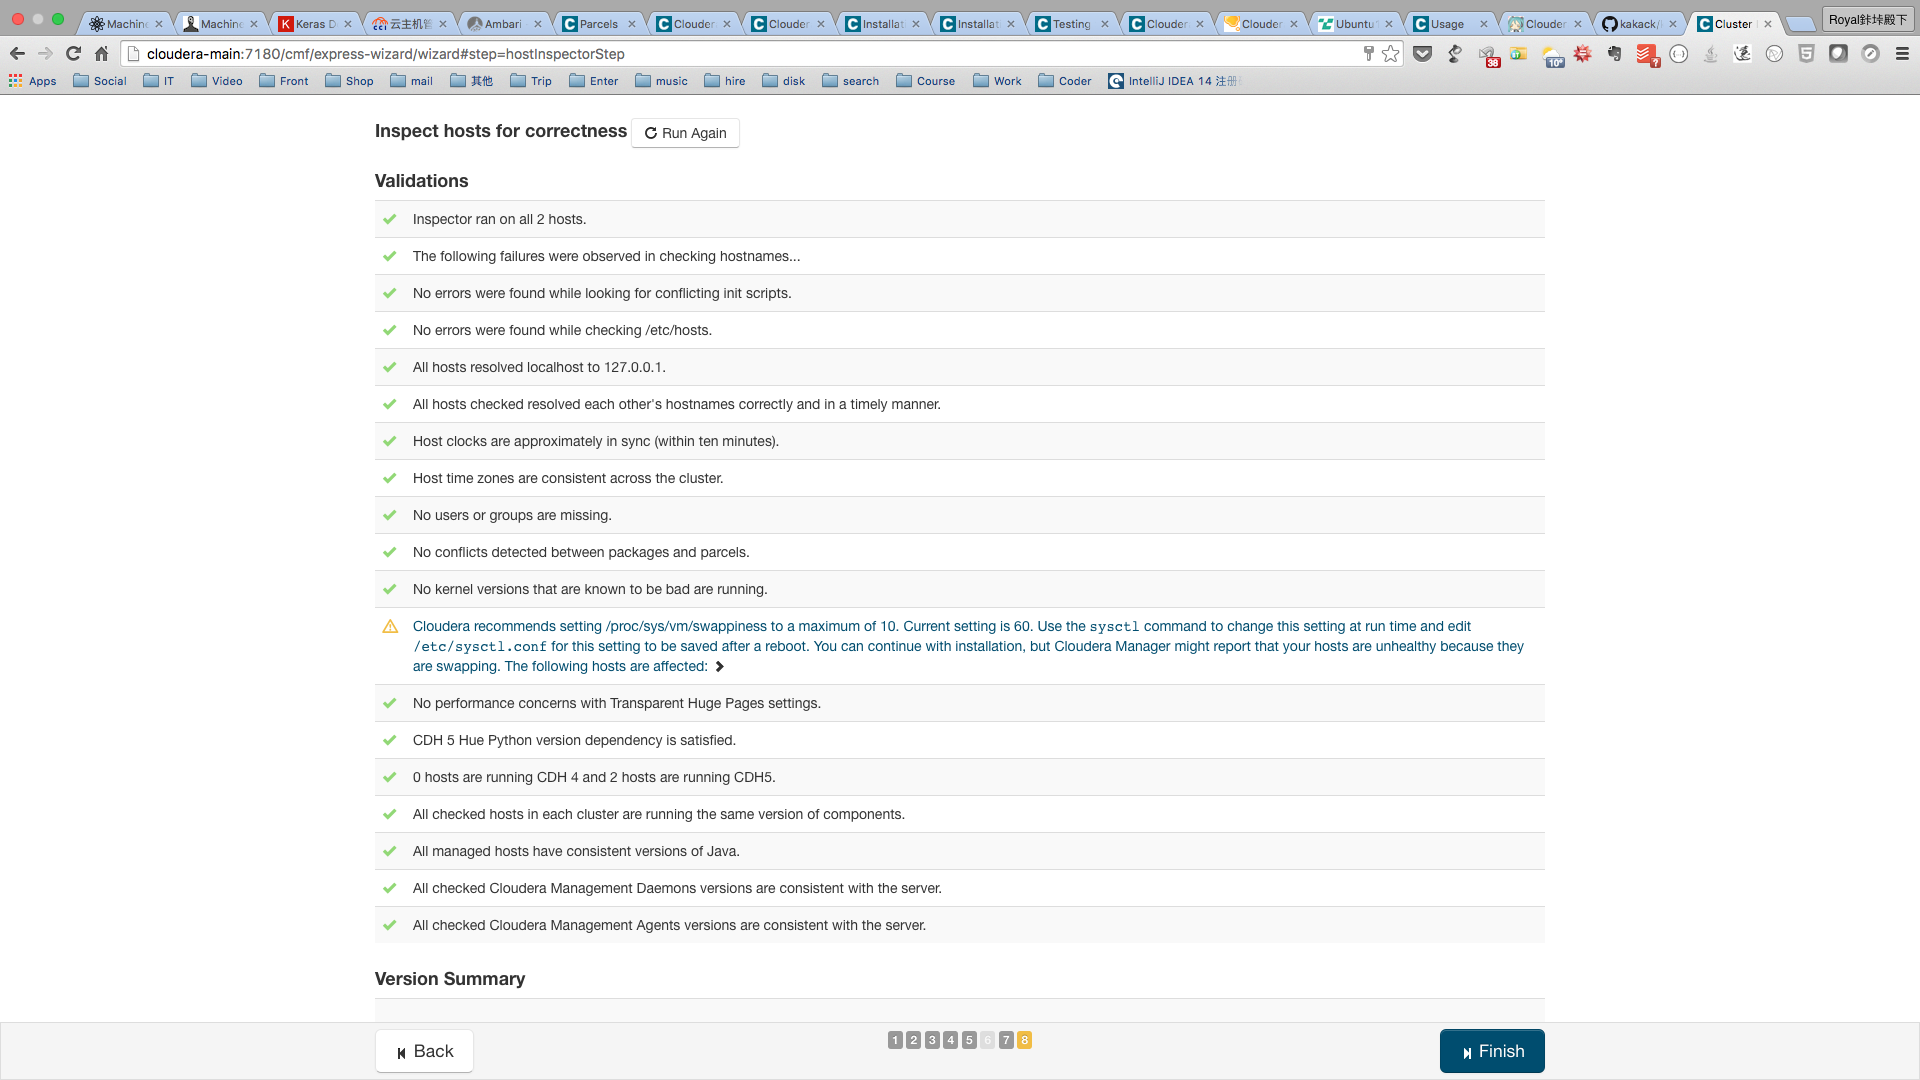 Machine
Machine
Keras D
云主机管
Ambari
Parcels
Clouder
Clouder
Installat
Installati
Testing
Clouder
Clouder
Ubuntu
Usage
Clouder
kakack/
Cluster
cloudera-main:7180/cmf/express-wizard/wizard#step=hostInspectorStep
38
10°
?
Apps
Social
IT
Video
Front
Shop
mail
其他
Trip
Enter
music
hire
disk
search
Course
Work
Coder
IntelliJ IDEA 14 注册
Inspect hosts for correctness
Run Again
Validations
Inspector ran on all 2 hosts.
The following failures were observed in checking hostnames...
No errors were found while looking for conflicting init scripts.
No errors were found while checking /etc/hosts.
All hosts resolved localhost to 127.0.0.1.
All hosts checked resolved each other's hostnames correctly and in a timely manner.
Host clocks are approximately in sync (within ten minutes).
Host time zones are consistent across the cluster.
No users or groups are missing.
No conflicts detected between packages and parcels.
No kernel versions that are known to be bad are running.
Cloudera recommends setting /proc/sys/vm/swappiness to a maximum of 10. Current setting is 60. Use the sysctl command to change this setting at run time and edit
/etc/sysctl.conf for this setting to be saved after a reboot. You can continue with installation, but Cloudera Manager might report that your hosts are unhealthy because they
are swapping. The following hosts are affected:
No performance concerns with Transparent Huge Pages settings.
CDH 5 Hue Python version dependency is satisfied.
0 hosts are running CDH 4 and 2 hosts are running CDH5.
All checked hosts in each cluster are running the same version of components.
All managed hosts have consistent versions of Java.
All checked Cloudera Management Daemons versions are consistent with the server.
All checked Cloudera Management Agents versions are consistent with the server.
Version Summary
Back
1 2 3 4 5 6 7 8
Finish